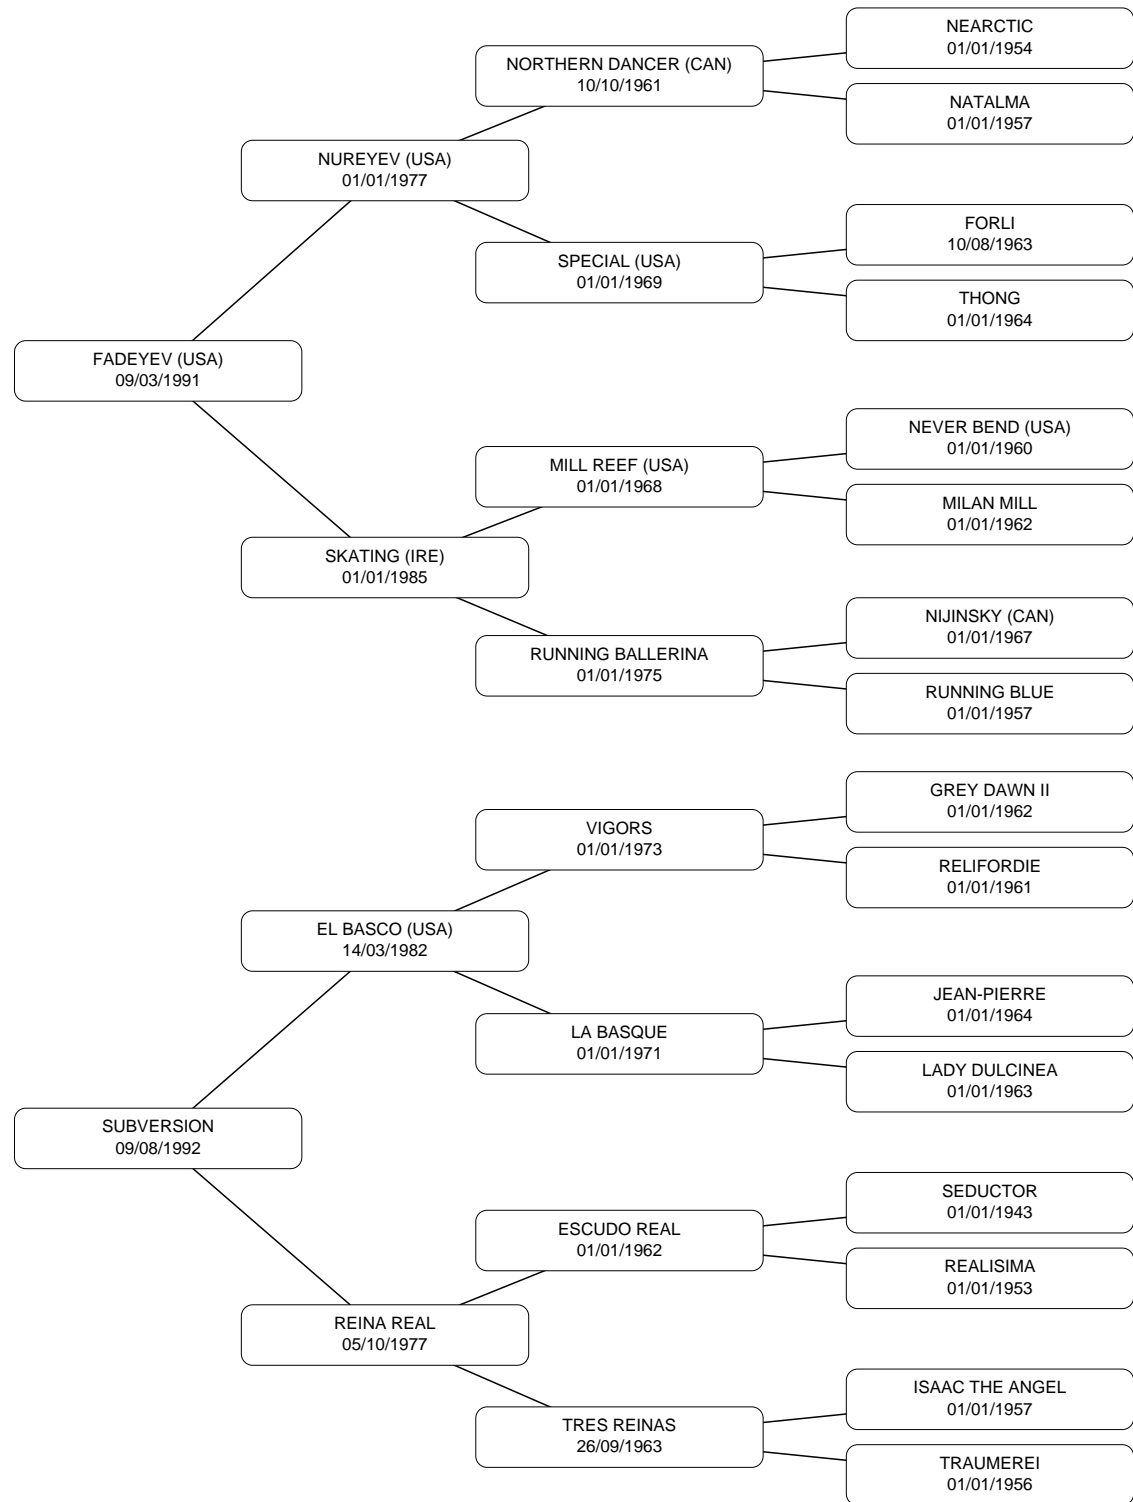 NEARCTIC
01/01/1954
NORTHERN DANCER (CAN)
10/10/1961
NATALMA
01/01/1957
NUREYEV (USA)
01/01/1977
FORLI
10/08/1963
SPECIAL (USA)
01/01/1969
THONG
01/01/1964
FADEYEV (USA)
09/03/1991
NEVER BEND (USA)
01/01/1960
MILL REEF (USA)
01/01/1968
MILAN MILL
01/01/1962
SKATING (IRE)
01/01/1985
NIJINSKY (CAN)
01/01/1967
RUNNING BALLERINA
01/01/1975
RUNNING BLUE
01/01/1957
GREY DAWN II
01/01/1962
VIGORS
01/01/1973
RELIFORDIE
01/01/1961
EL BASCO (USA)
14/03/1982
JEAN-PIERRE
01/01/1964
LA BASQUE
01/01/1971
LADY DULCINEA
01/01/1963
SUBVERSION
09/08/1992
SEDUCTOR
01/01/1943
ESCUDO REAL
01/01/1962
REALISIMA
01/01/1953
REINA REAL
05/10/1977
ISAAC THE ANGEL
01/01/1957
TRES REINAS
26/09/1963
TRAUMEREI
01/01/1956